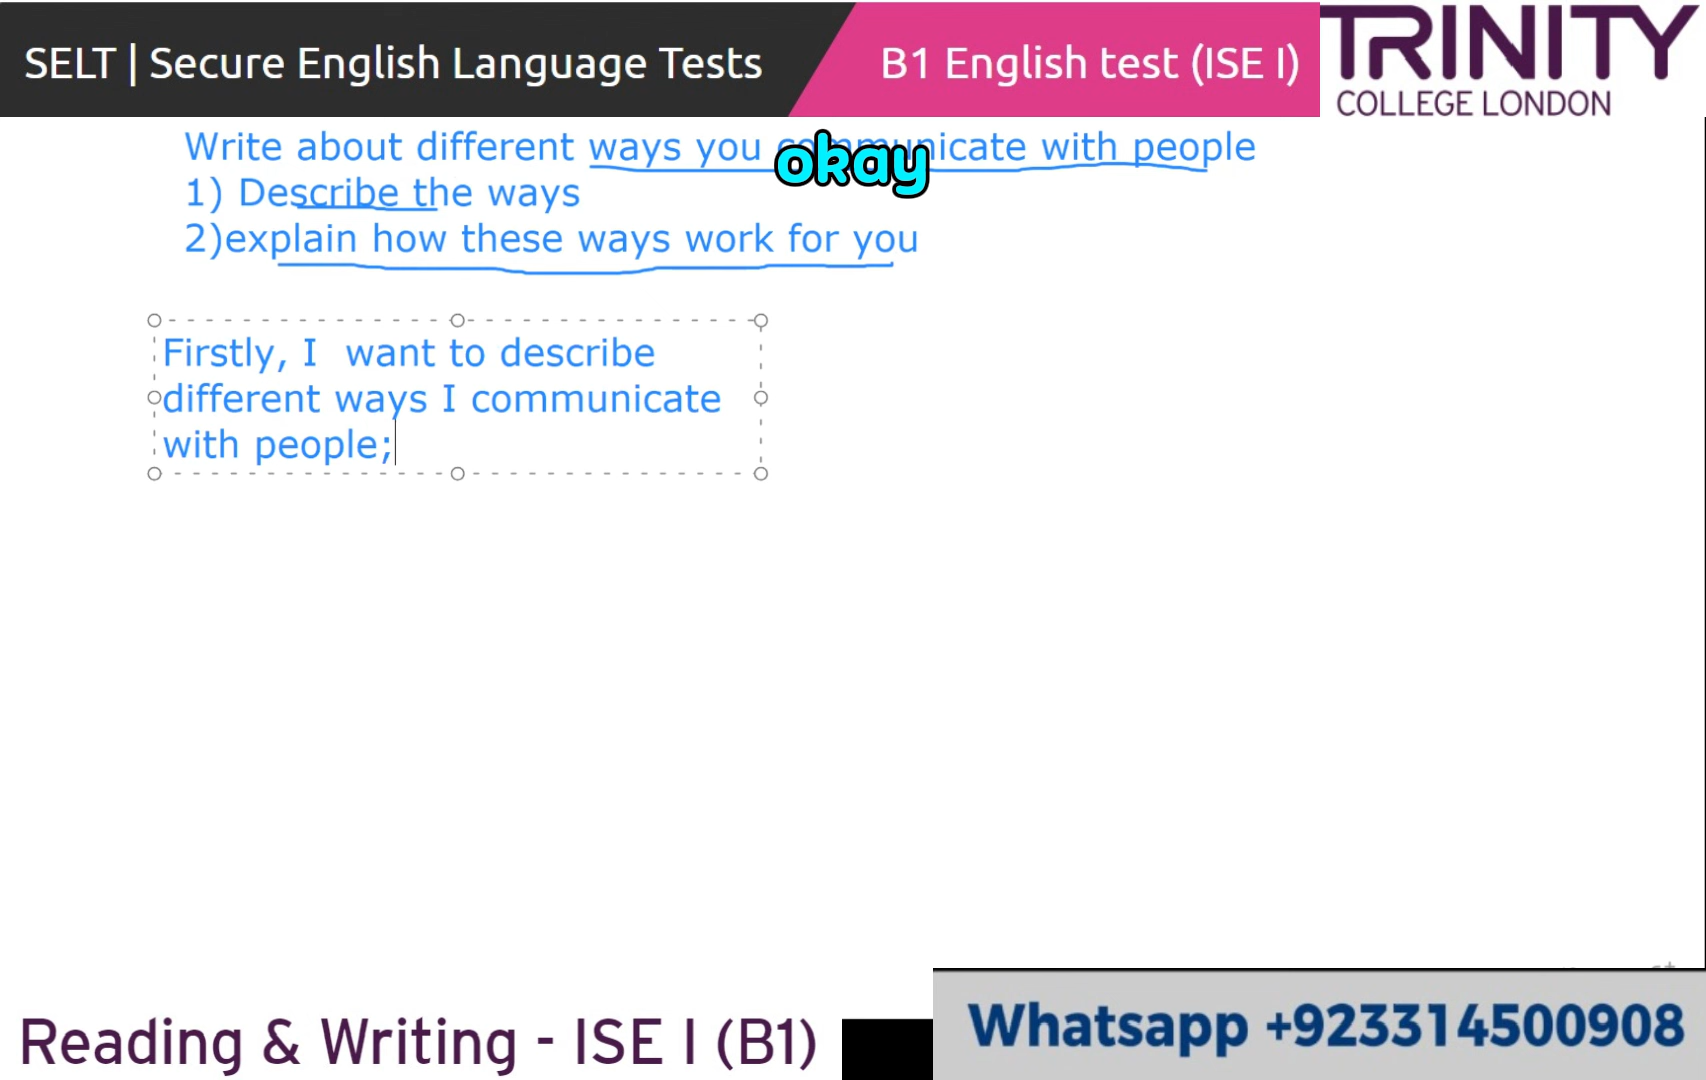 SELT | Secure English Language Tests
B1 English test (ISE I)
TRINITY
COLLEGE LONDON
Write about different ways you communicate with people
okay
1) Describe the ways
2)explain how these ways work for you
Firstly, I  want to describe
different ways I communicate
with people;
Reading & Writing - ISE I (B1)
Whatsapp +923314500908